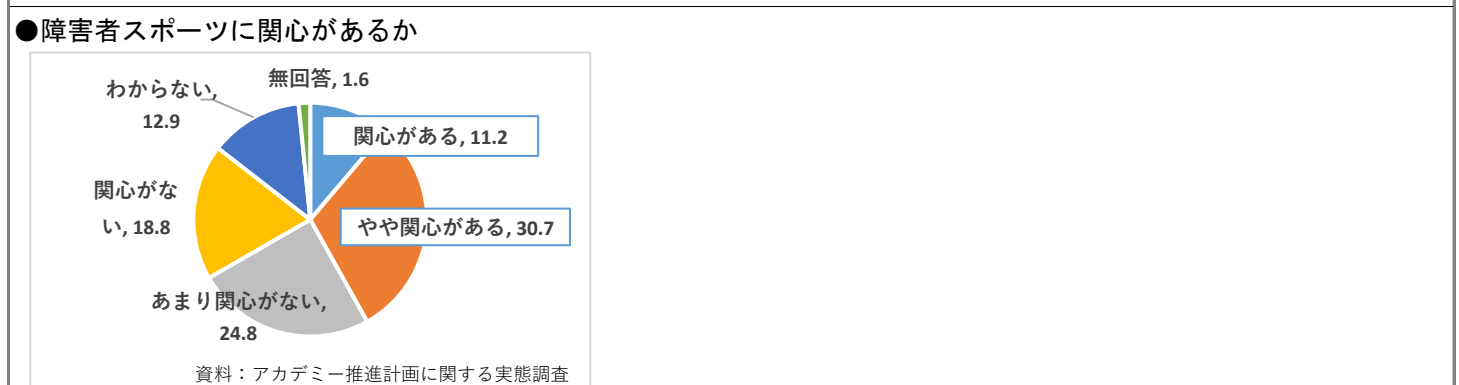 ●障害者スポーツに関心があるか
無回答, 1.6
わからない,
12.9
関心がある, 11.2
関心がな
い, 18.8
やや関心がある, 30.7
あまり関心がない,
24.8
資料：アカデミー推進計画に関する実態調査